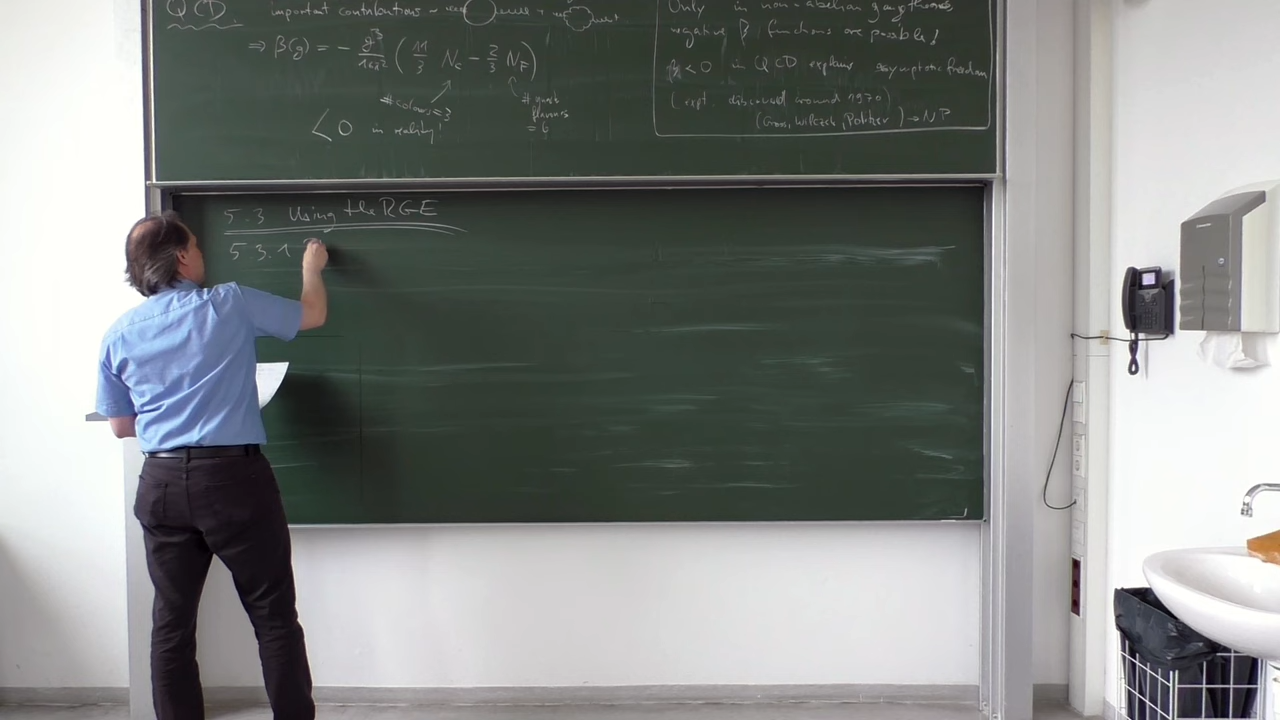 QCD. important contributions ~
⇒ β(g) = - g³/16π² ( 11/3 N_c - 2/3 N_F )
# colours = 3
# quark flavours = 6
< 0 in reality!
Only in non-abelian gauge theories
negative β functions are possible!
β < 0 in QCD explains asymptotic freedom
(expt. discovered around 1970)
(Gross, Wilczek, Politzer) → NP
5.3 Using the RGE
5.3.1